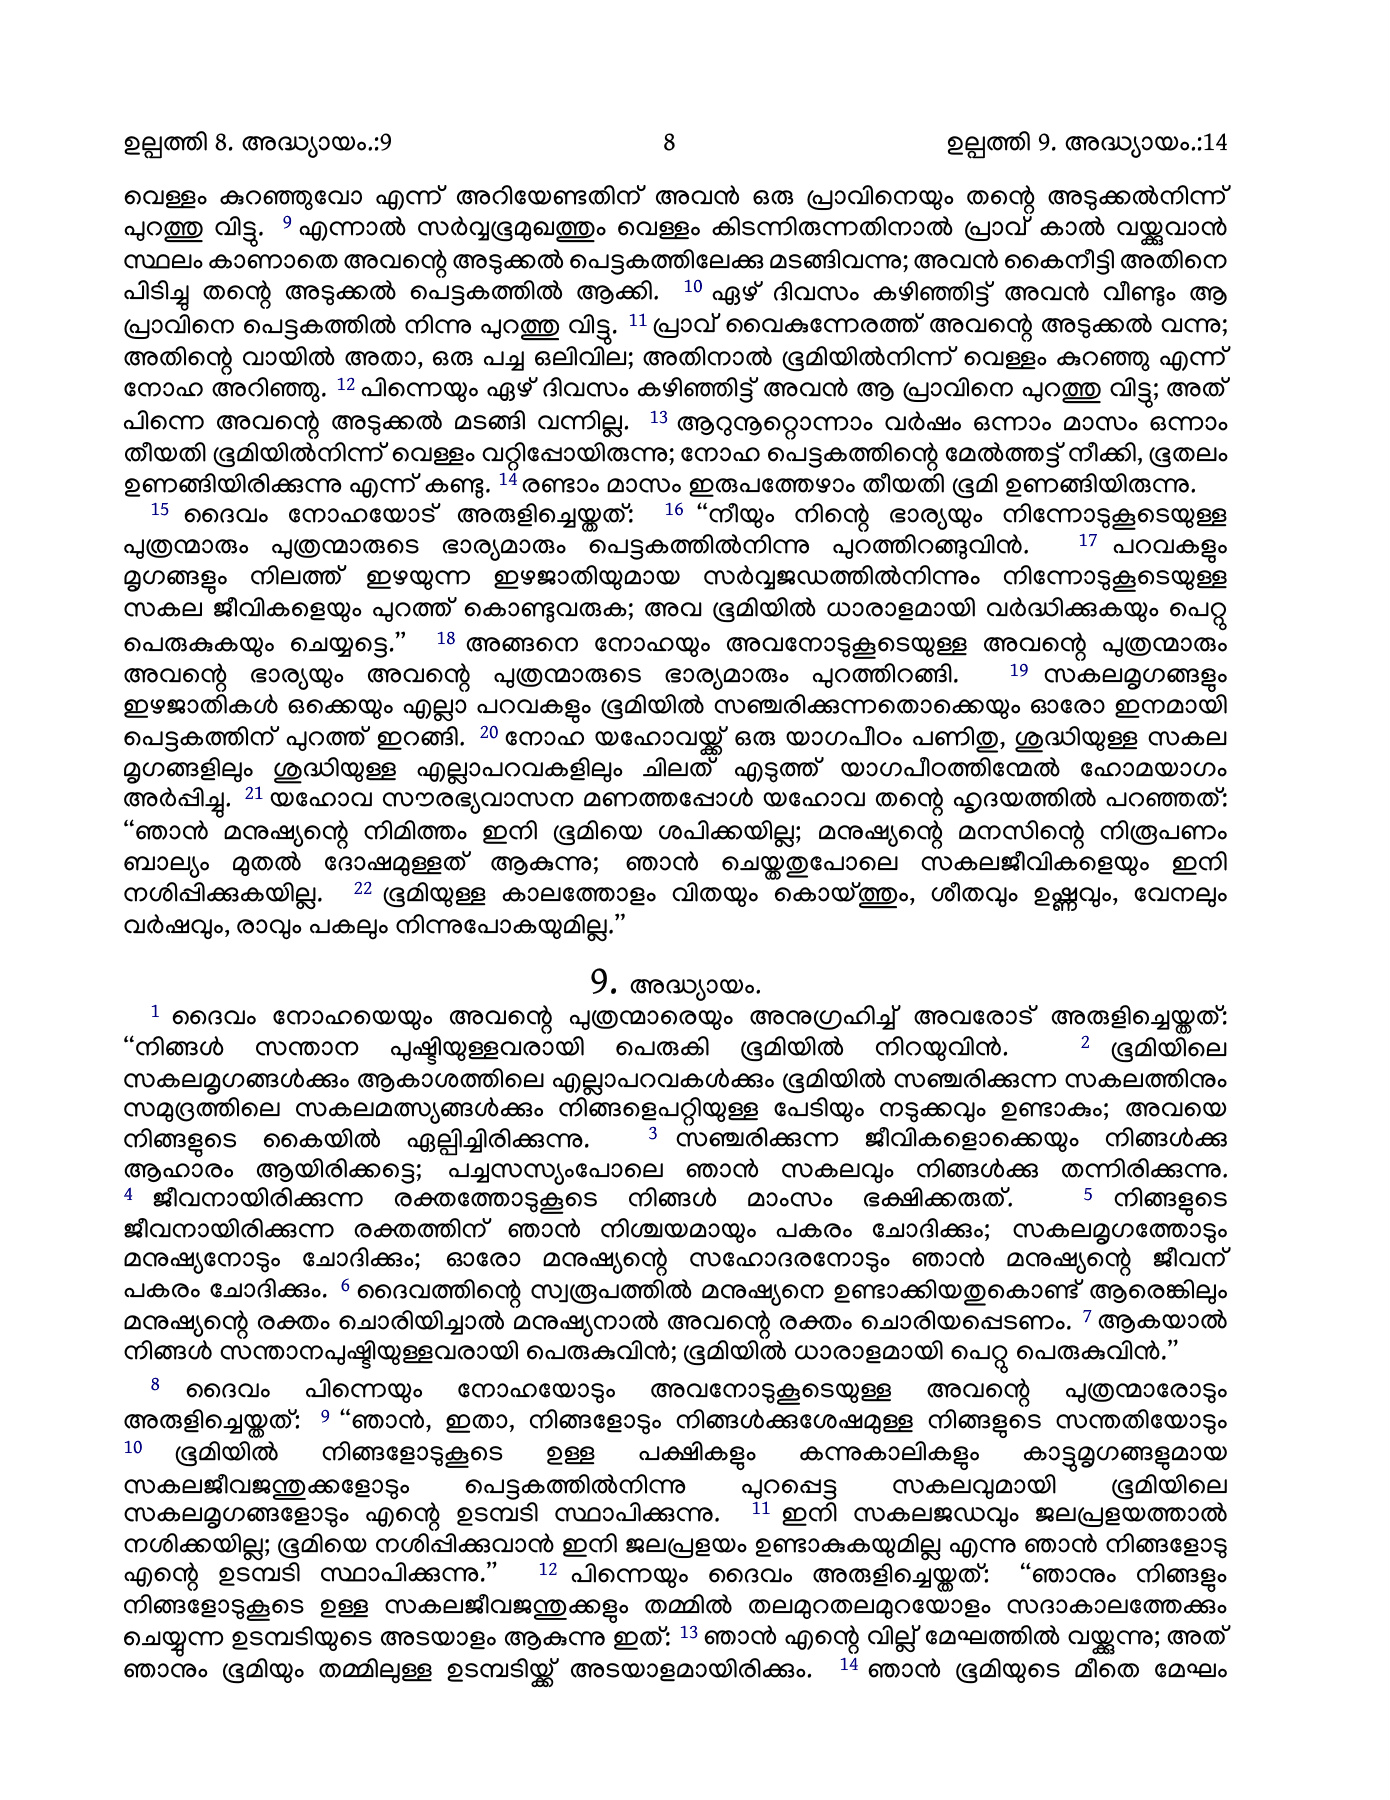 ഉല്പത്തി 8. അദ്ധ്യായം.:9 8 ഉല്പത്തി 9. അദ്ധ്യായം.:14
വെള്ളം കുറഞ്ഞുവോ എന്ന് അറിയേണ്ടതിന് അവൻ ഒരു പ്രാവിനെയും തന്റെ അടുക്കൽനിന്ന്
പുറത്തു വിട്ടു. 9 എന്നാൽ സർവ്വഭൂമുഖത്തും വെള്ളം കിടന്നിരുന്നതിനാൽ പ്രാവ് കാൽ വയ്ക്കുവാൻ
സ്ഥലം കാണാതെ അവന്റെ അടുക്കൽ പെട്ടകത്തിലേക്കു മടങ്ങിവന്നു; അവൻ കൈനീട്ടി അതിനെ
പിടിച്ചു തന്റെ അടുക്കൽ പെട്ടകത്തിൽ ആക്കി. 10 ഏഴ് ദിവസം കഴിഞ്ഞിട്ട് അവൻ വീണ്ടും ആ
പ്രാവിനെ പെട്ടകത്തിൽ നിന്നു പുറത്തു വിട്ടു. 11 പ്രാവ് വൈകുന്നേരത്ത് അവന്റെ അടുക്കൽ വന്നു;
അതിന്റെ വായിൽ അതാ, ഒരു പച്ച ഒലിവില; അതിനാൽ ഭൂമിയിൽനിന്ന് വെള്ളം കുറഞ്ഞു എന്ന്
നോഹ അറിഞ്ഞു. 12 പിന്നെയും ഏഴ് ദിവസം കഴിഞ്ഞിട്ട് അവൻ ആ പ്രാവിനെ പുറത്തു വിട്ടു; അത്
പിന്നെ അവന്റെ അടുക്കൽ മടങ്ങി വന്നില്ല. 13 ആറുനൂറ്റൊന്നാം വർഷം ഒന്നാം മാസം ഒന്നാം
തീയതി ഭൂമിയിൽനിന്ന് വെള്ളം വറ്റിപ്പോയിരുന്നു; നോഹ പെട്ടകത്തിന്റെ മേൽത്തട്ട് നീക്കി, ഭൂതലം
ഉണങ്ങിയിരിക്കുന്നു എന്ന് കണ്ടു. 14 രണ്ടാം മാസം ഇരുപത്തേഴാം തീയതി ഭൂമി ഉണങ്ങിയിരുന്നു.
15 ദൈവം നോഹയോട് അരുളിച്ചെയ്തത്: 16 “നീയും നിന്റെ ഭാര്യയും നിന്നോടുകൂടെയുള്ള
പുത്രന്മാരും പുത്രന്മാരുടെ ഭാര്യമാരും പെട്ടകത്തിൽനിന്നു പുറത്തിറങ്ങുവിൻ. 17 പറവകളും
മൃഗങ്ങളും നിലത്ത് ഇഴയുന്ന ഇഴജാതിയുമായ സർവ്വജഡത്തിൽനിന്നും നിന്നോടുകൂടെയുള്ള
സകല ജീവികളെയും പുറത്ത് കൊണ്ടുവരുക; അവ ഭൂമിയിൽ ധാരാളമായി വർദ്ധിക്കുകയും പെറ്റു
പെരുകുകയും ചെയ്യട്ടെ.” 18 അങ്ങനെ നോഹയും അവനോടുകൂടെയുള്ള അവന്റെ പുത്രന്മാരും
അവന്റെ ഭാര്യയും അവന്റെ പുത്രന്മാരുടെ ഭാര്യമാരും പുറത്തിറങ്ങി. 19 സകലമൃഗങ്ങളും
ഇഴജാതികൾ ഒക്കെയും എല്ലാ പറവകളും ഭൂമിയിൽ സഞ്ചരിക്കുന്നതൊക്കെയും ഓരോ ഇനമായി
പെട്ടകത്തിന് പുറത്ത് ഇറങ്ങി. 20 നോഹ യഹോവയ്ക്ക് ഒരു യാഗപീഠം പണിതു, ശുദ്ധിയുള്ള സകല
മൃഗങ്ങളിലും ശുദ്ധിയുള്ള എല്ലാപറവകളിലും ചിലത് എടുത്ത് യാഗപീഠത്തിന്മേൽ ഹോമയാഗം
അർപ്പിച്ചു. 21 യഹോവ സൗരഭ്യവാസന മണത്തപ്പോൾ യഹോവ തന്റെ ഹൃദയത്തിൽ പറഞ്ഞത്:
“ഞാൻ മനുഷ്യന്റെ നിമിത്തം ഇനി ഭൂമിയെ ശപിക്കയില്ല; മനുഷ്യന്റെ മനസിന്റെ നിരൂപണം
ബാല്യം മുതൽ ദോഷമുള്ളത് ആകുന്നു; ഞാൻ ചെയ്തതുപോലെ സകലജീവികളെയും ഇനി
നശിപ്പിക്കുകയില്ല. 22 ഭൂമിയുള്ള കാലത്തോളം വിതയും കൊയ്ത്തും, ശീതവും ഉഷ്ണവും, വേനലും
വർഷവും, രാവും പകലും നിന്നുപോകയുമില്ല.”
9. അദ്ധ്യായം.
1 ദൈവം നോഹയെയും അവന്റെ പുത്രന്മാരെയും അനുഗ്രഹിച്ച് അവരോട് അരുളിച്ചെയ്തത്:
“നിങ്ങൾ സന്താന പുഷ്ടിയുള്ളവരായി പെരുകി ഭൂമിയിൽ നിറയുവിൻ. 2 ഭൂമിയിലെ
സകലമൃഗങ്ങൾക്കും ആകാശത്തിലെ എല്ലാപറവകൾക്കും ഭൂമിയിൽ സഞ്ചരിക്കുന്ന സകലത്തിനും
സമുദ്രത്തിലെ സകലമത്സ്യങ്ങൾക്കും നിങ്ങളെപറ്റിയുള്ള പേടിയും നടുക്കവും ഉണ്ടാകും; അവയെ
നിങ്ങളുടെ കൈയിൽ ഏല്പിച്ചിരിക്കുന്നു. 3 സഞ്ചരിക്കുന്ന ജീവികളൊക്കെയും നിങ്ങൾക്കു
ആഹാരം ആയിരിക്കട്ടെ; പച്ചസസ്യംപോലെ ഞാൻ സകലവും നിങ്ങൾക്കു തന്നിരിക്കുന്നു.
4 ജീവനായിരിക്കുന്ന രക്തത്തോടുകൂടെ നിങ്ങൾ മാംസം ഭക്ഷിക്കരുത്. 5 നിങ്ങളുടെ
ജീവനായിരിക്കുന്ന രക്തത്തിന് ഞാൻ നിശ്ചയമായും പകരം ചോദിക്കും; സകലമൃഗത്തോടും
മനുഷ്യനോടും ചോദിക്കും; ഓരോ മനുഷ്യന്റെ സഹോദരനോടും ഞാൻ മനുഷ്യന്റെ ജീവന്
പകരം ചോദിക്കും. 6 ദൈവത്തിന്റെ സ്വരൂപത്തിൽ മനുഷ്യനെ ഉണ്ടാക്കിയതുകൊണ്ട് ആരെങ്കിലും
മനുഷ്യന്റെ രക്തം ചൊരിയിച്ചാൽ മനുഷ്യനാൽ അവന്റെ രക്തം ചൊരിയപ്പെടണം. 7 ആകയാൽ
നിങ്ങൾ സന്താനപുഷ്ടിയുള്ളവരായി പെരുകുവിൻ; ഭൂമിയിൽ ധാരാളമായി പെറ്റു പെരുകുവിൻ.”
8 ദൈവം പിന്നെയും നോഹയോടും അവനോടുകൂടെയുള്ള അവന്റെ പുത്രന്മാരോടും
അരുളിച്ചെയ്തത്: 9 “ഞാൻ, ഇതാ, നിങ്ങളോടും നിങ്ങൾക്കുശേഷമുള്ള നിങ്ങളുടെ സന്തതിയോടും
10 ഭൂമിയിൽ നിങ്ങളോടുകൂടെ ഉള്ള പക്ഷികളും കന്നുകാലികളും കാട്ടുമൃഗങ്ങളുമായ
സകലജീവജന്തുക്കളോടും പെട്ടകത്തിൽനിന്നു പുറപ്പെട്ട സകലവുമായി ഭൂമിയിലെ
സകലമൃഗങ്ങളോടും എന്റെ ഉടമ്പടി സ്ഥാപിക്കുന്നു. 11 ഇനി സകലജഡവും ജലപ്രളയത്താൽ
നശിക്കയില്ല; ഭൂമിയെ നശിപ്പിക്കുവാൻ ഇനി ജലപ്രളയം ഉണ്ടാകുകയുമില്ല എന്നു ഞാൻ നിങ്ങളോടു
എന്റെ ഉടമ്പടി സ്ഥാപിക്കുന്നു.” 12 പിന്നെയും ദൈവം അരുളിച്ചെയ്തത്: “ഞാനും നിങ്ങളും
നിങ്ങളോടുകൂടെ ഉള്ള സകലജീവജന്തുക്കളും തമ്മിൽ തലമുറതലമുറയോളം സദാകാലത്തേക്കും
ചെയ്യുന്ന ഉടമ്പടിയുടെ അടയാളം ആകുന്നു ഇത്: 13 ഞാൻ എന്റെ വില്ല് മേഘത്തിൽ വയ്ക്കുന്നു; അത്
ഞാനും ഭൂമിയും തമ്മിലുള്ള ഉടമ്പടിയ്ക്ക് അടയാളമായിരിക്കും. 14 ഞാൻ ഭൂമിയുടെ മീതെ മേഘം